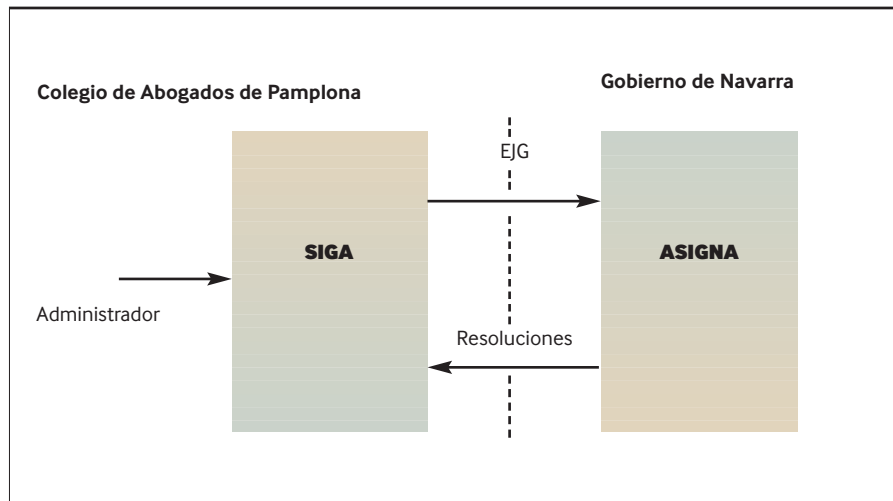 Colegio de Abogados de Pamplona
Gobierno de Navarra
EJG
SIGA
ASIGNA
Administrador
Resoluciones